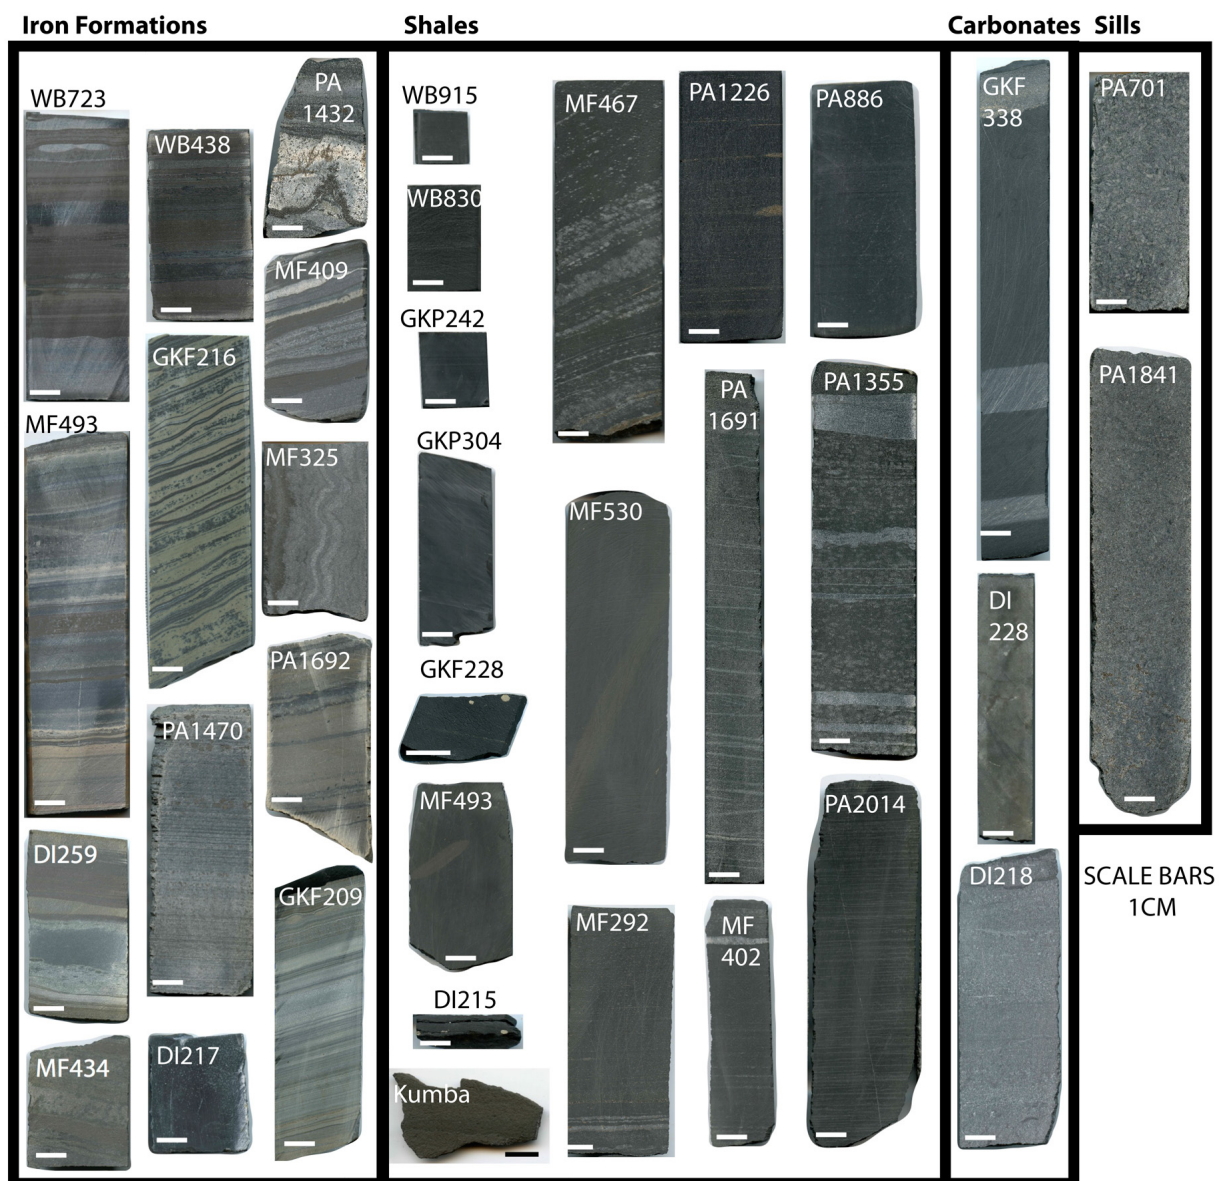 Iron Formations
Shales
Carbonates
Sills
WB723
WB438
PA
1432
MF409
GKF216
MF493
MF325
PA1692
PA1470
DI259
GKF209
MF434
DI217
WB915
WB830
GKP242
GKP304
GKF228
MF493
DI215
Kumba
MF467
MF530
MF292
PA1226
PA
1691
MF
402
PA886
PA1355
PA2014
GKF
338
DI
228
DI218
PA701
PA1841
SCALE BARS
1CM